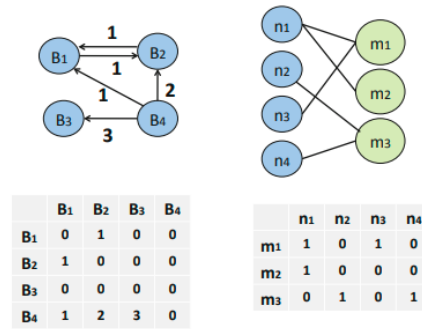 1
B1 B2
1
1 2
B3 B4
3
n1
n2
n3
n4
m1
m2
m3
B1 B2 B3 B4
B1 0 1 0 0
B2 1 0 0 0
B3 0 0 0 0
B4 1 2 3 0
n1 n2 n3 n4
m1 1 0 1 0
m2 1 0 0 0
m3 0 1 0 1